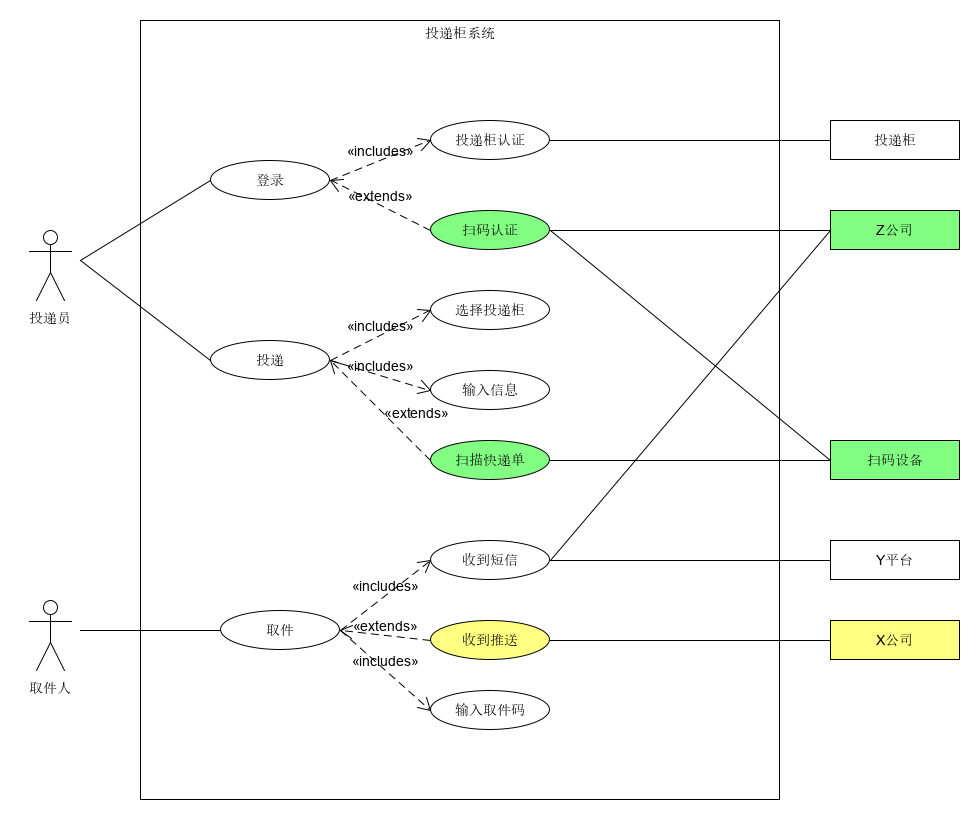 投递柜系统
投递柜认证
投递柜
«includes»
登录
«extends»
扫码认证
Z公司
投递员
选择投递柜
«includes»
投递
«includes»
输入信息
«extends»
扫描快递单
扫码设备
收到短信
Y平台
«includes»
取件
«extends»
收到推送
X公司
«includes»
取件人
输入取件码